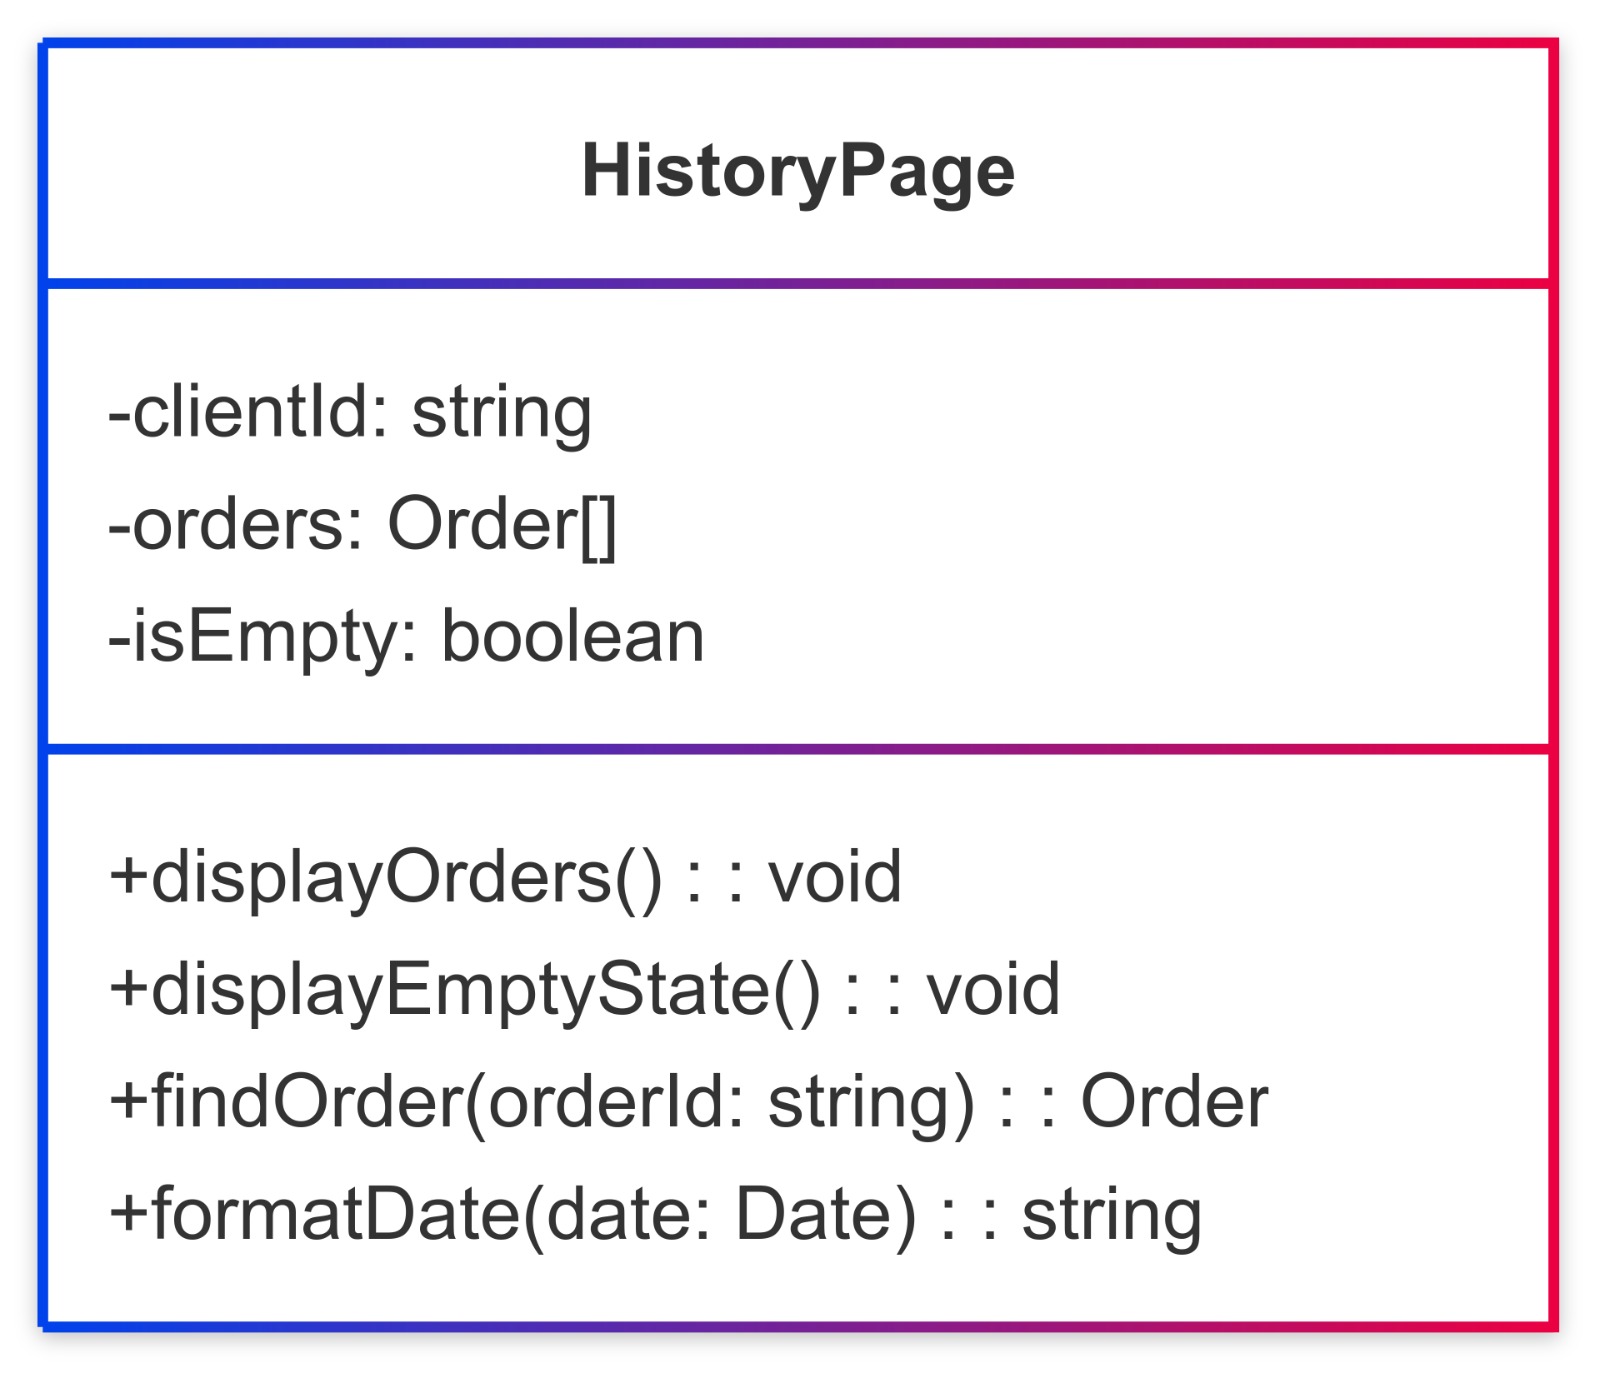 HistoryPage
-clientId: string
-orders: Order[]
-isEmpty: boolean
+displayOrders() : : void
+displayEmptyState() : : void
+findOrder(orderId: string) : : Order
+formatDate(date: Date) : : string